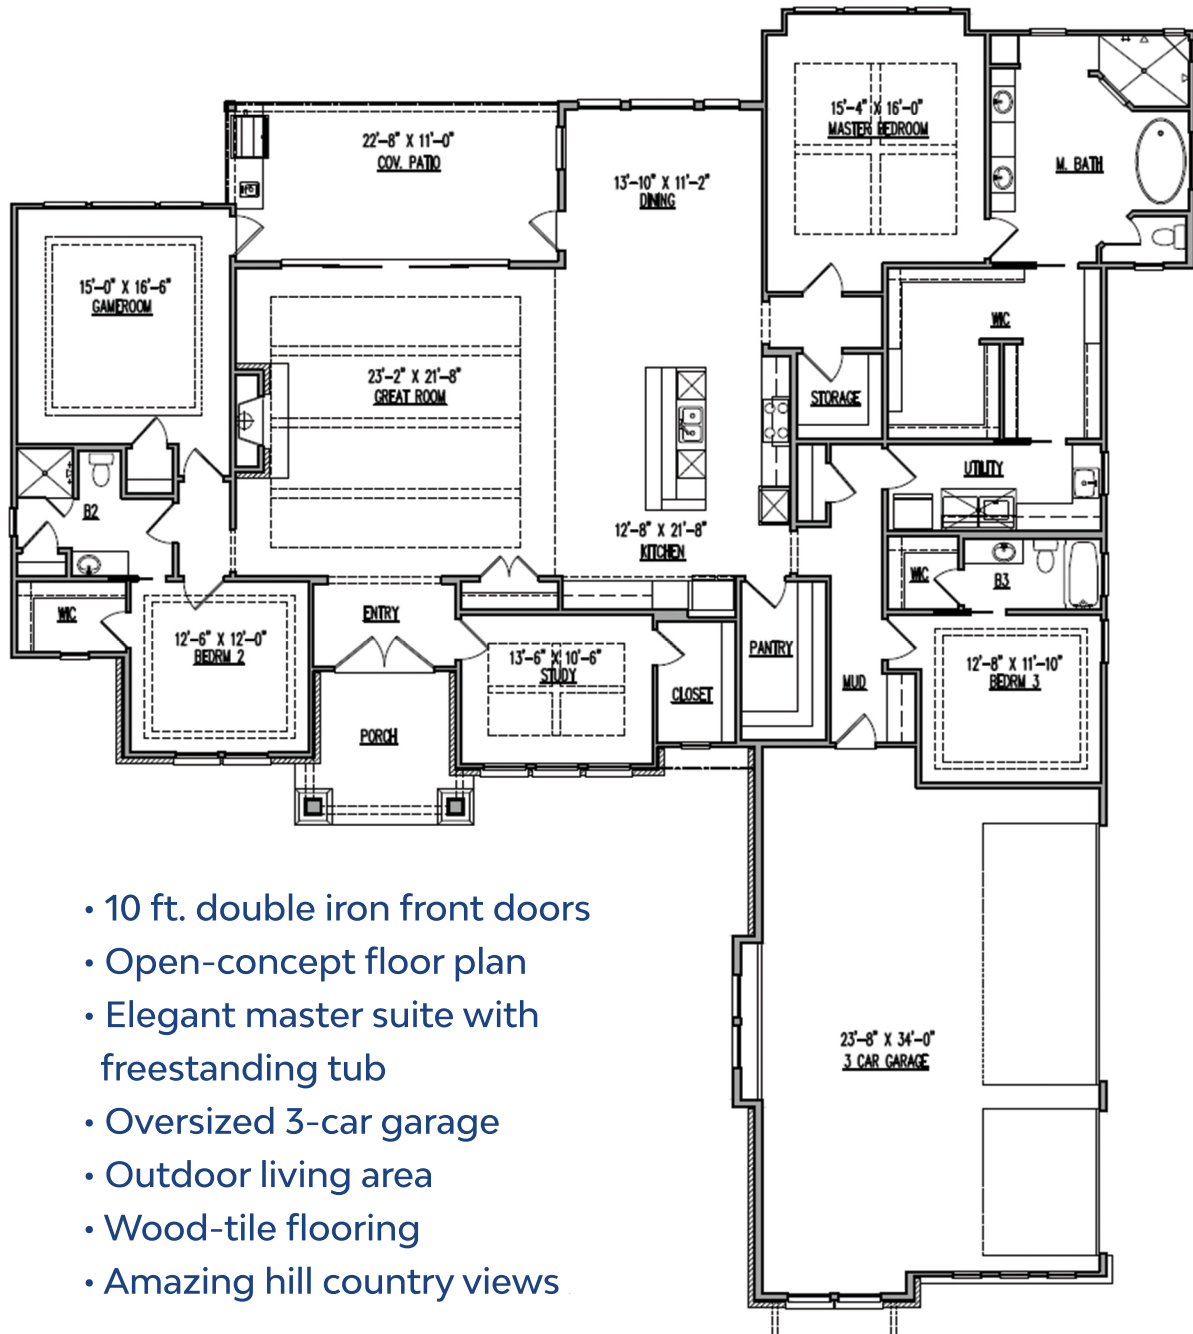 15'-4" X 16'-0"
MASTER BEDROOM
M. BATH
22'-8" X 11'-0"
COV. PATIO
13'-10" X 11'-2"
DINING
15'-0" X 16'-6"
GAMEROOM
WIC
23'-2" X 21'-8"
GREAT ROOM
STORAGE
UTILITY
B2
12'-8" X 21'-8"
KITCHEN
WIC
B3
WIC
ENTRY
12'-6" X 12'-0"
BEDRM 2
13'-6" X 10'-6"
STUDY
PANTRY
12'-8" X 11'-10"
BEDRM 3
MUD
CLOSET
PORCH
• 10 ft. double iron front doors
• Open-concept floor plan
• Elegant master suite with
freestanding tub
• Oversized 3-car garage
• Outdoor living area
• Wood-tile flooring
• Amazing hill country views
23'-8" X 34'-0"
3 CAR GARAGE